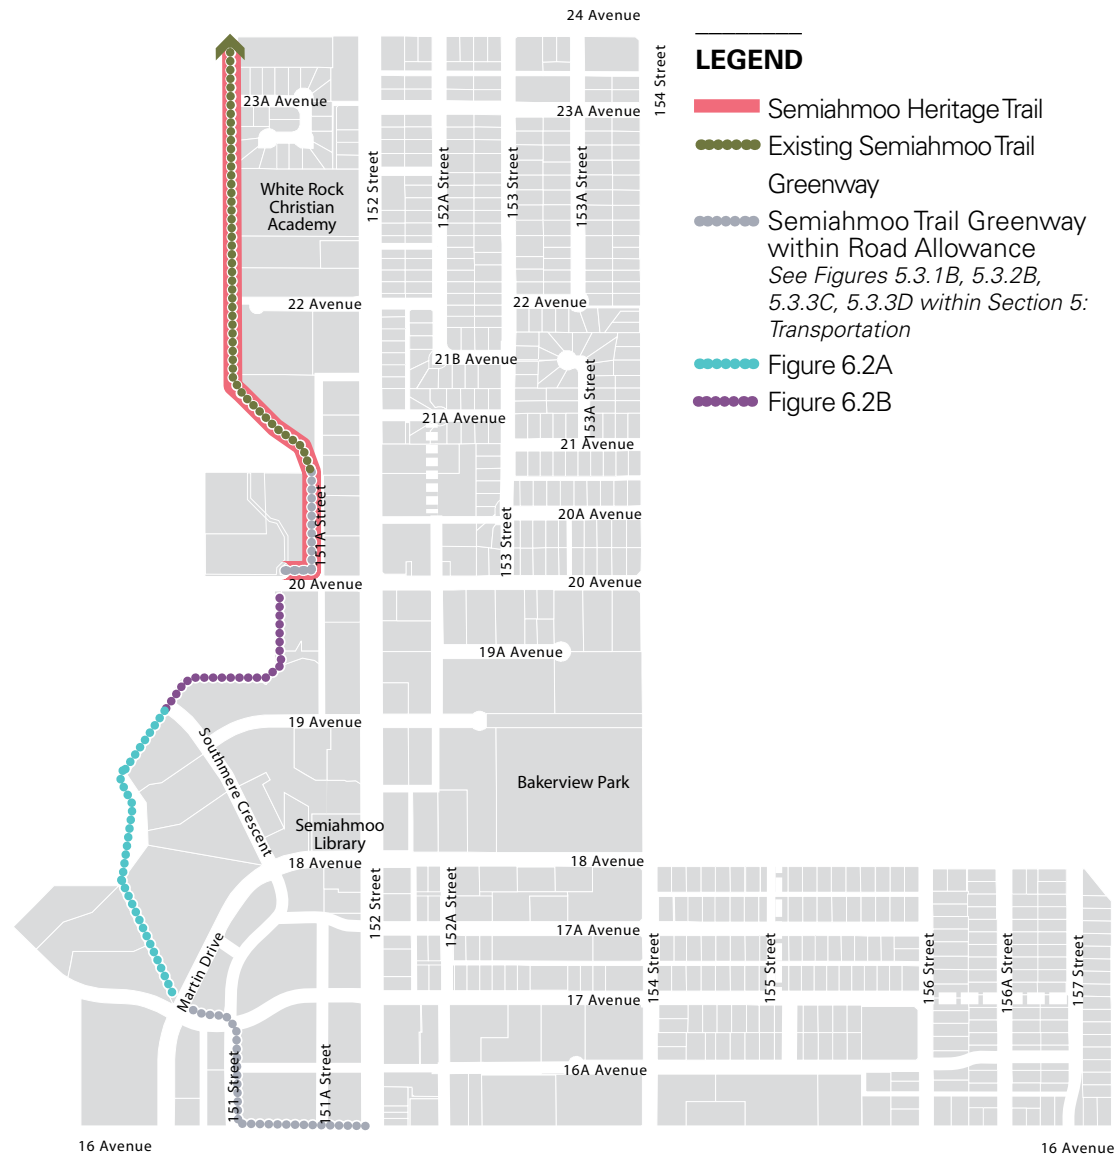 24 Avenue
154 Street
LEGEND
Semiahmoo Heritage Trail
Existing Semiahmoo Trail
Greenway
Semiahmoo Trail Greenway
within Road Allowance
See Figures 5.3.1B, 5.3.2B,
5.3.3C, 5.3.3D within Section 5:
Transportation
Figure 6.2A
Figure 6.2B
23A Avenue
23A Avenue
152 Street
152A Street
153 Street
153A Street
White Rock
Christian
Academy
22 Avenue
22 Avenue
21B Avenue
153A Street
21A Avenue
21 Avenue
151A Street
20A Avenue
153 Street
20 Avenue
20 Avenue
19A Avenue
19 Avenue
Southmere Crescent
Bakerview Park
Semiahmoo
Library
18 Avenue
18 Avenue
152 Street
152A Street
17A Avenue
154 Street
155 Street
156 Street
156A Street
157 Street
Martin Drive
17 Avenue
151 Street
151A Street
16A Avenue
16 Avenue
16 Avenue